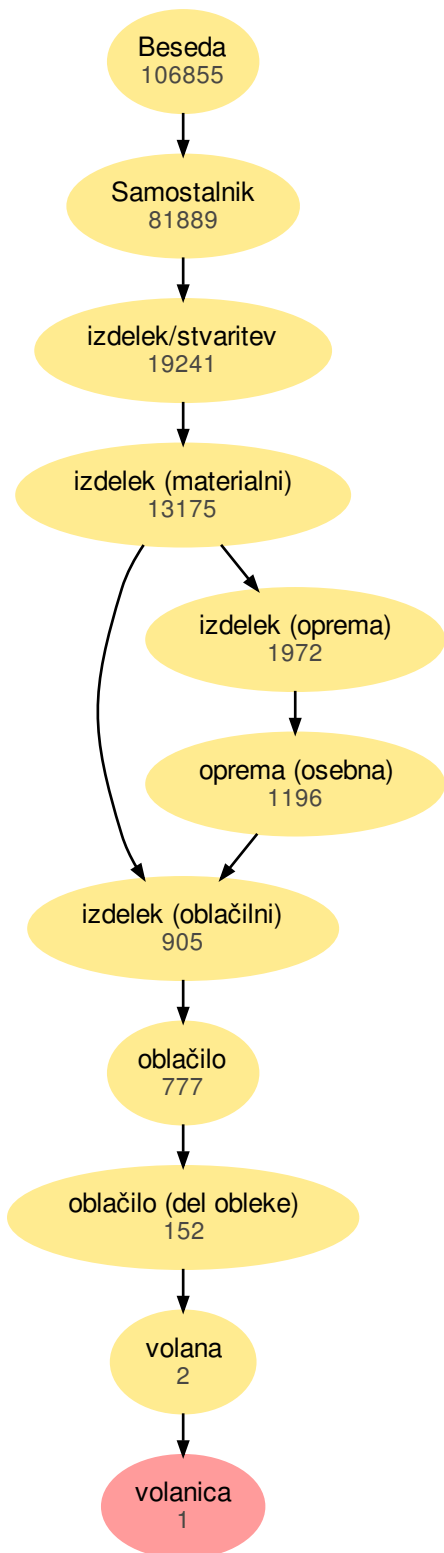 Beseda
106855
Samostalnik
81889
izdelek/stvaritev
19241
izdelek (materialni)
13175
izdelek (oprema)
1972
oprema (osebna)
1196
izdelek (oblačilni)
905
oblačilo
777
oblačilo (del obleke)
152
volana
2
volanica
1